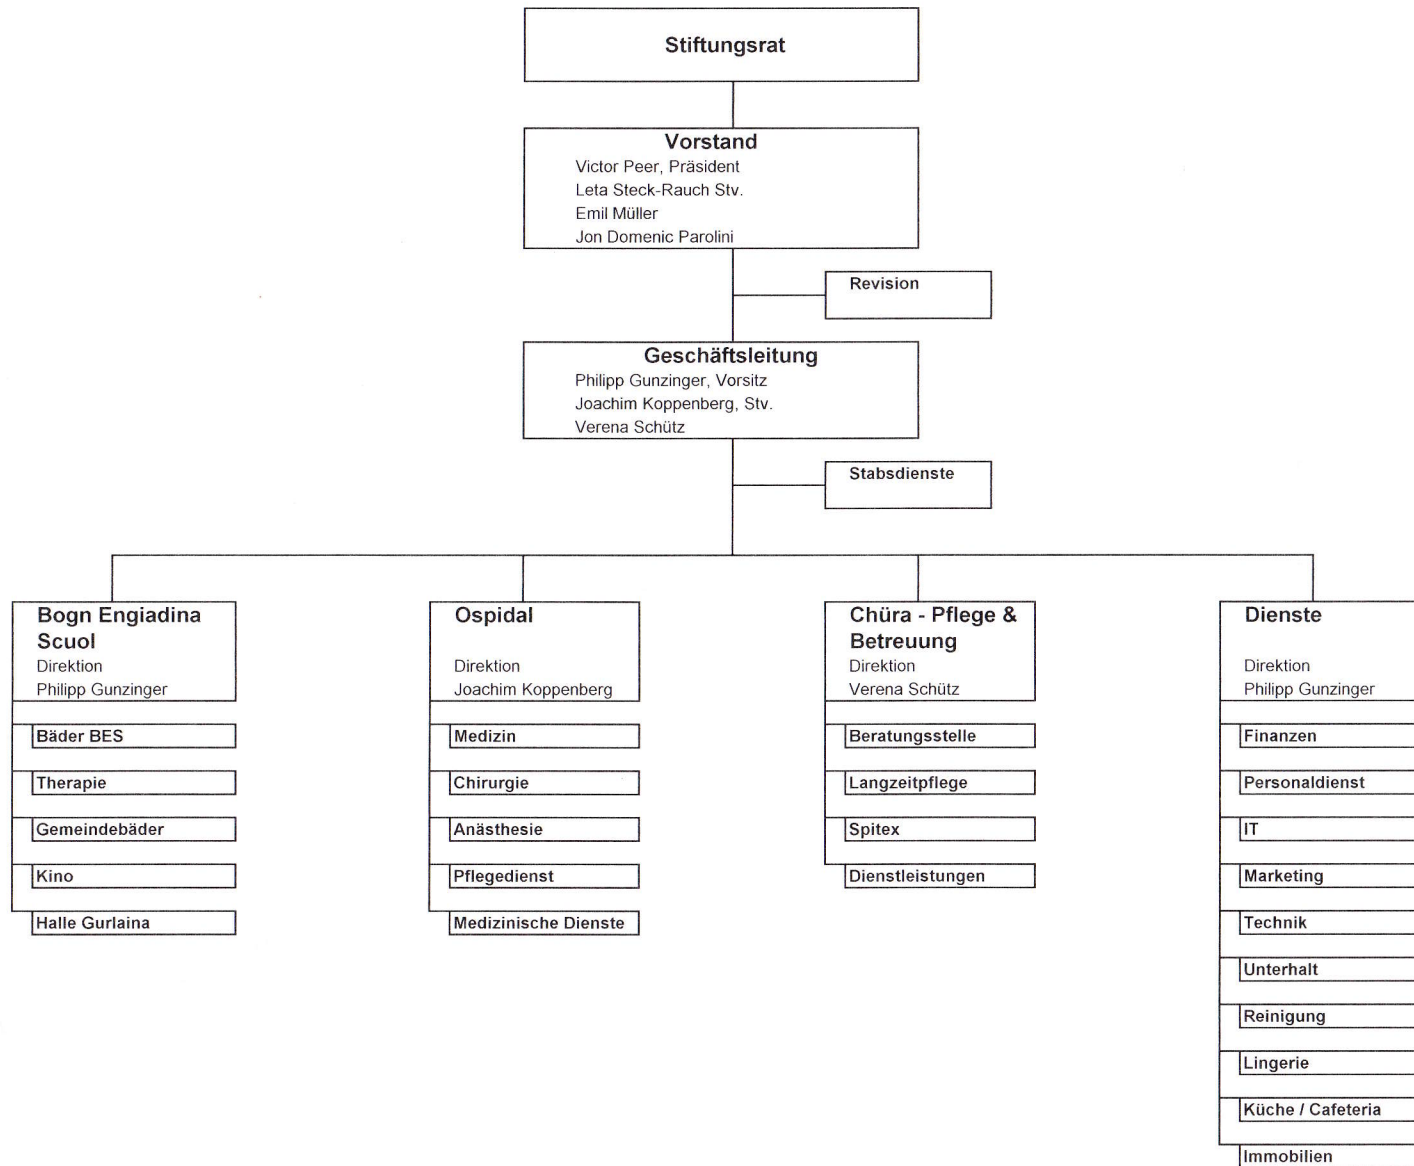 Stiftungsrat
Vorstand
Victor Peer, Präsident
Leta Steck-Rauch Stv.
Emil Müller
Jon Domenic Parolini
Revision
Geschäftsleitung
Philipp Gunzinger, Vorsitz
Joachim Koppenberg, Stv.
Verena Schütz
Stabsdienste
Bogn Engiadina
Scuol
Direktion
Philipp Gunzinger
Bäder BES
Therapie
Gemeindebäder
Kino
Halle Gurlaina
Ospidal
Direktion
Joachim Koppenberg
Medizin
Chirurgie
Anästhesie
Pflegedienst
Medizinische Dienste
Chüra - Pflege &
Betreuung
Direktion
Verena Schütz
Beratungsstelle
Langzeitpflege
Spitex
Dienstleistungen
Dienste
Direktion
Philipp Gunzinger
Finanzen
Personaldienst
IT
Marketing
Technik
Unterhalt
Reinigung
Lingerie
Küche / Cafeteria
Immobilien